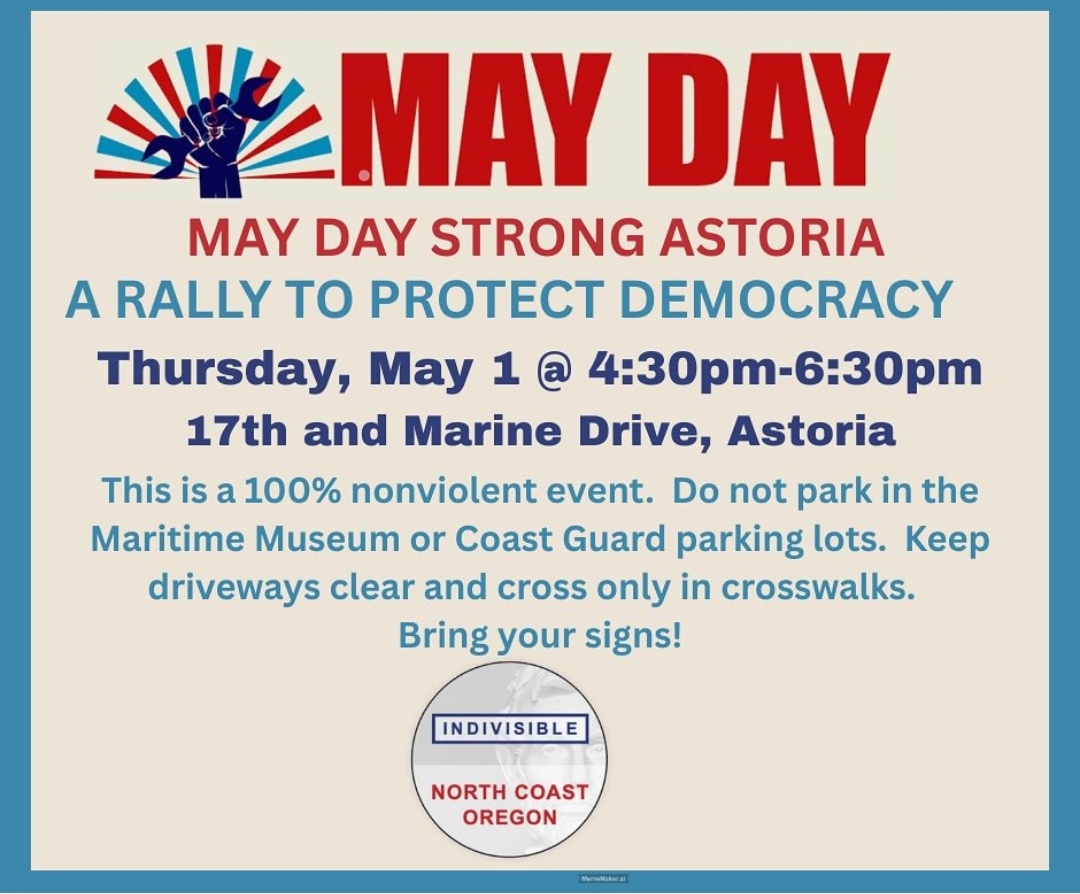 MAY DAY
MAY DAY STRONG ASTORIA
A RALLY TO PROTECT DEMOCRACY
Thursday, May 1 @ 4:30pm-6:30pm
17th and Marine Drive, Astoria
This is a 100% nonviolent event. Do not park in the
Maritime Museum or Coast Guard parking lots. Keep
driveways clear and cross only in crosswalks.
Bring your signs!
INDIVISIBLE
NORTH COAST
OREGON
MemeMaker.ai